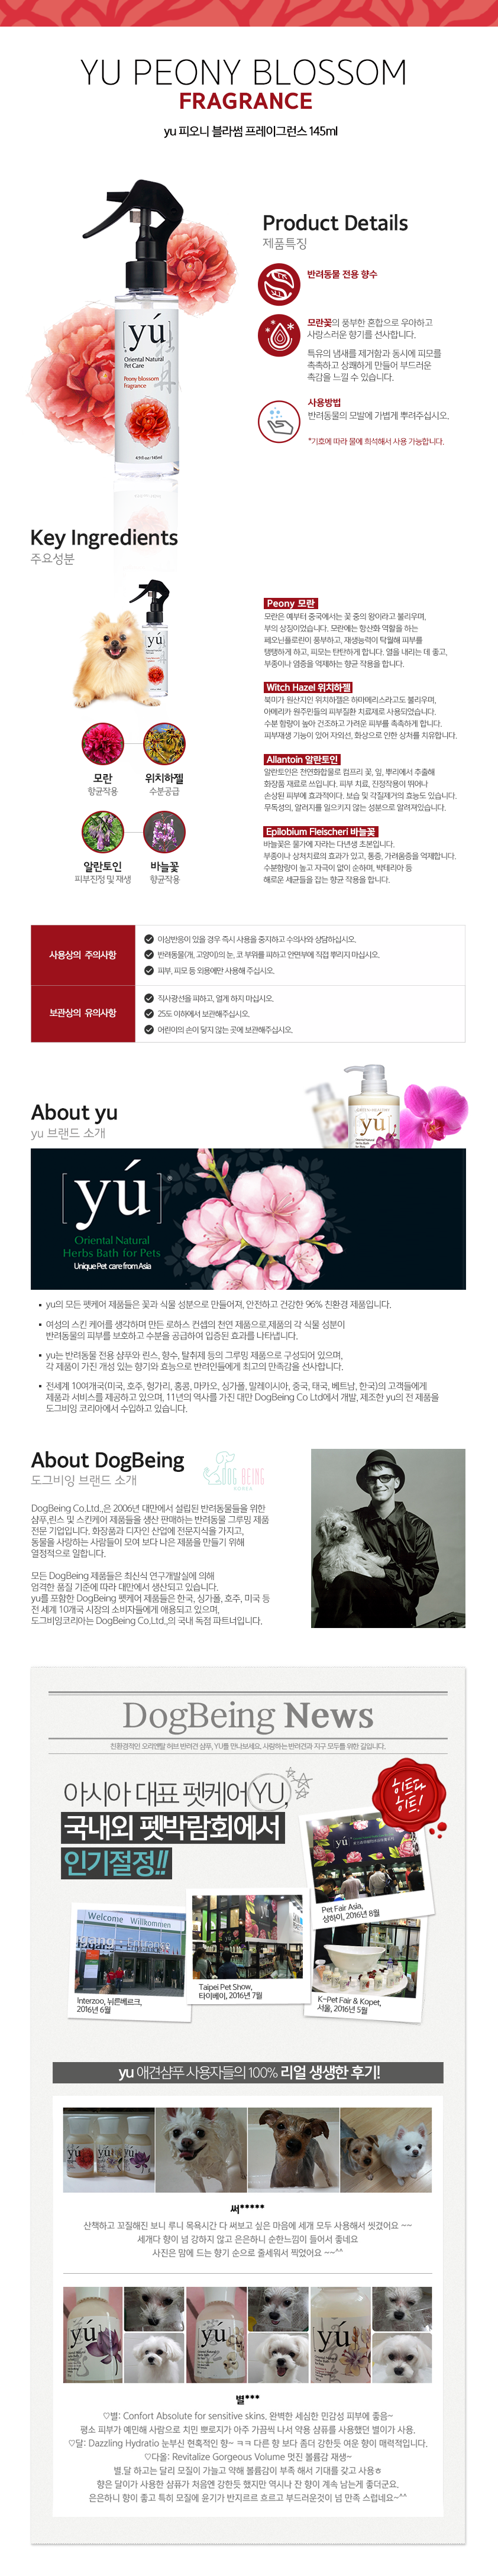 YU PEONY BLOSSOM
FRAGRANCE
yu 피오니 블라썸 프레이그런스 145ml
Product Details
제품특징
[yú]
Oriental Natural
Pet Care
Peony blossom
fragrance
4.9 fl oz / 145ml
반려동물 전용 향수
모란꽃의 풍부한 혼합으로 우아하고
사랑스러운 향기를 선사합니다.
특유의 냄새를 제거함과 동시에 피모를
촉촉하고 상쾌하게 만들어 부드러운
촉감을 느낄 수 있습니다.
사용방법
반려동물의 모발에 가볍게 뿌려주십시오.
*기호에 따라 물에 희석해서 사용 가능합니다.
Key Ingredients
주요성분
모란
항균작용
위치하젤
수분공급
알란토인
피부진정 및 재생
바늘꽃
항균작용
Peony 모란
모란은 예부터 중국에서는 꽃 중의 왕이라고 불리우며,
부의 상징이었습니다. 모란에는 항산화 역할을 하는
페오닌플로린이 풍부하고, 재생능력이 탁월해 피부를
탱탱하게 하고, 피모는 탄탄하게 합니다. 열을 내리는 데 좋고,
부종이나 염증을 억제하는 항균 작용을 합니다.
Witch Hazel 위치하젤
북미가 원산지인 위치하젤은 하마메리스라고도 불리우며,
아메리카 원주민들의 피부질환 치료제로 사용되었습니다.
수분 함량이 높아 건조하고 가려운 피부를 촉촉하게 합니다.
피부재생 기능이 있어 자외선, 화상으로 인한 상처를 치유합니다.
Allantoin 알란토인
알란토인은 천연화합물로 컴프리 꽃, 잎, 뿌리에서 추출해
화장품 재료로 쓰입니다. 피부 치료, 진정작용이 뛰어나
손상된 피부에 효과적이다. 보습 및 각질제거의 효능도 있습니다.
무독성의, 알러지를 일으키지 않는 성분으로 알려져있습니다.
Epilobium Fleischeri 바늘꽃
바늘꽃은 물가에 자라는 다년생 초본입니다.
부종이나 상처치료의 효과가 있고, 통증, 가려움증을 억제합니다.
수분함량이 높고 자극이 없이 순하며, 박테리아 등
해로운 세균들을 잡는 항균 작용을 합니다.
사용상의 주의사항
이상반응이 있을 경우 즉시 사용을 중지하고 수의사와 상담하십시오.
반려동물(개, 고양이)의 눈, 코 부위를 피하고 안면부에 직접 뿌리지 마십시오.
피부, 피모 등 외용에만 사용해 주십시오.
보관상의 유의사항
직사광선을 피하고, 얼게 하지 마십시오.
25도 이하에서 보관해주십시오.
어린이의 손이 닿지 않는 곳에 보관해주십시오.
About yu
yu 브랜드 소개
[yú]
Oriental Natural
Herbs Bath for Pets
Unique Pet care from Asia
• yu의 모든 펫케어 제품들은 꽃과 식물 성분으로 만들어져, 안전하고 건강한 96% 친환경 제품입니다.
• 여성의 스킨 케어를 생각하며 만든 로하스 컨셉의 천연 제품으로,제품의 각 식물 성분이
반려동물의 피부를 보호하고 수분을 공급하여 입증된 효과를 나타냅니다.
• yu는 반려동물 전용 샴푸와 린스, 향수, 탈취제 등의 그루밍 제품으로 구성되어 있으며,
각 제품이 가진 개성 있는 향기와 효능으로 반려인들에게 최고의 만족감을 선사합니다.
• 전세계 10여개국(미국, 호주, 헝가리, 홍콩, 마카오, 싱가폴, 말레이시아, 중국, 태국, 베트남, 한국)의 고객들에게
제품과 서비스를 제공하고 있으며, 11년의 역사를 가진 대만 DogBeing Co Ltd에서 개발, 제조한 yu의 전 제품을
도그비잉 코리아에서 수입하고 있습니다.
About DogBeing
도그비잉 브랜드 소개
DOG BEING
KOREA
DogBeing Co,Ltd.,은 2006년 대만에서 설립된 반려동물들을 위한
샴푸,린스 및 스킨케어 제품들을 생산 판매하는 반려동물 그루밍 제품
전문 기업입니다. 화장품과 디자인 산업에 전문지식을 가지고,
동물을 사랑하는 사람들이 모여 보다 나은 제품을 만들기 위해
열정적으로 일합니다.
모든 DogBeing 제품들은 최신식 연구개발실에 의해
엄격한 품질 기준에 따라 대만에서 생산되고 있습니다.
yu를 포함한 DogBeing 펫케어 제품들은 한국, 싱가폴, 호주, 미국 등
전 세계 10개국 시장의 소비자들에게 애용되고 있으며,
도그비잉코리아는 DogBeing Co,Ltd.,의 국내 독점 파트너입니다.
DogBeing News
친환경적인 오리엔탈 허브 반려견 샴푸, YU를 만나보세요. 사랑하는 반려견과 지구 모두를 위한 길입니다.
아시아 대표 펫케어 YU,
국내외 펫박람회에서
인기절정!!
히트다
히트!
Welcome Willkommen
Interzoo, 뉘른베르크,
2016년 6월
Taipei Pet Show,
타이베이, 2016년 7월
Pet Fair Asia,
상하이, 2016년 8월
K-Pet Fair & Kopet,
서울, 2016년 5월
yu 애견샴푸 사용자들의 100% 리얼 생생한 후기!
써*****
산책하고 꼬질해진 보니 루니 목욕시간 다 써보고 싶은 마음에 세개 모두 사용해서 씻겼어요 ~~
세개다 향이 넘 강하지 않고 은은하니 순한느낌이 들어서 좋네요
사진은 맘에 드는 향기 순으로 줄세워서 찍었어요 ~~^^
별***
♡별: Confort Absolute for sensitive skins. 완벽한 세심한 민감성 피부에 좋음~
평소 피부가 예민해 사람으로 치민 뾰로지가 아주 가끔씩 나서 약용 샴류를 사용했던 별이가 사용.
♡달: Dazzling Hydratio 눈부신 현혹적인 향~ ㅋㅋ 다른 향 보다 좀더 강한듯 여운 향이 매력적입니다.
♡다올: Revitalize Gorgeous Volume 멋진 볼륨감 재생~
별,달 하고는 달리 모질이 가늘고 약해 볼륨감이 부족 해서 기대를 갖고 사용ㅎ
향은 달이가 사용한 샴퓨가 처음엔 강한듯 했지만 역시나 잔 향이 계속 남는게 좋더군요.
은은하니 향이 좋고 특히 모질에 윤기가 반지르르 흐르고 부드러운것이 넘 만족 스럽네요~^^